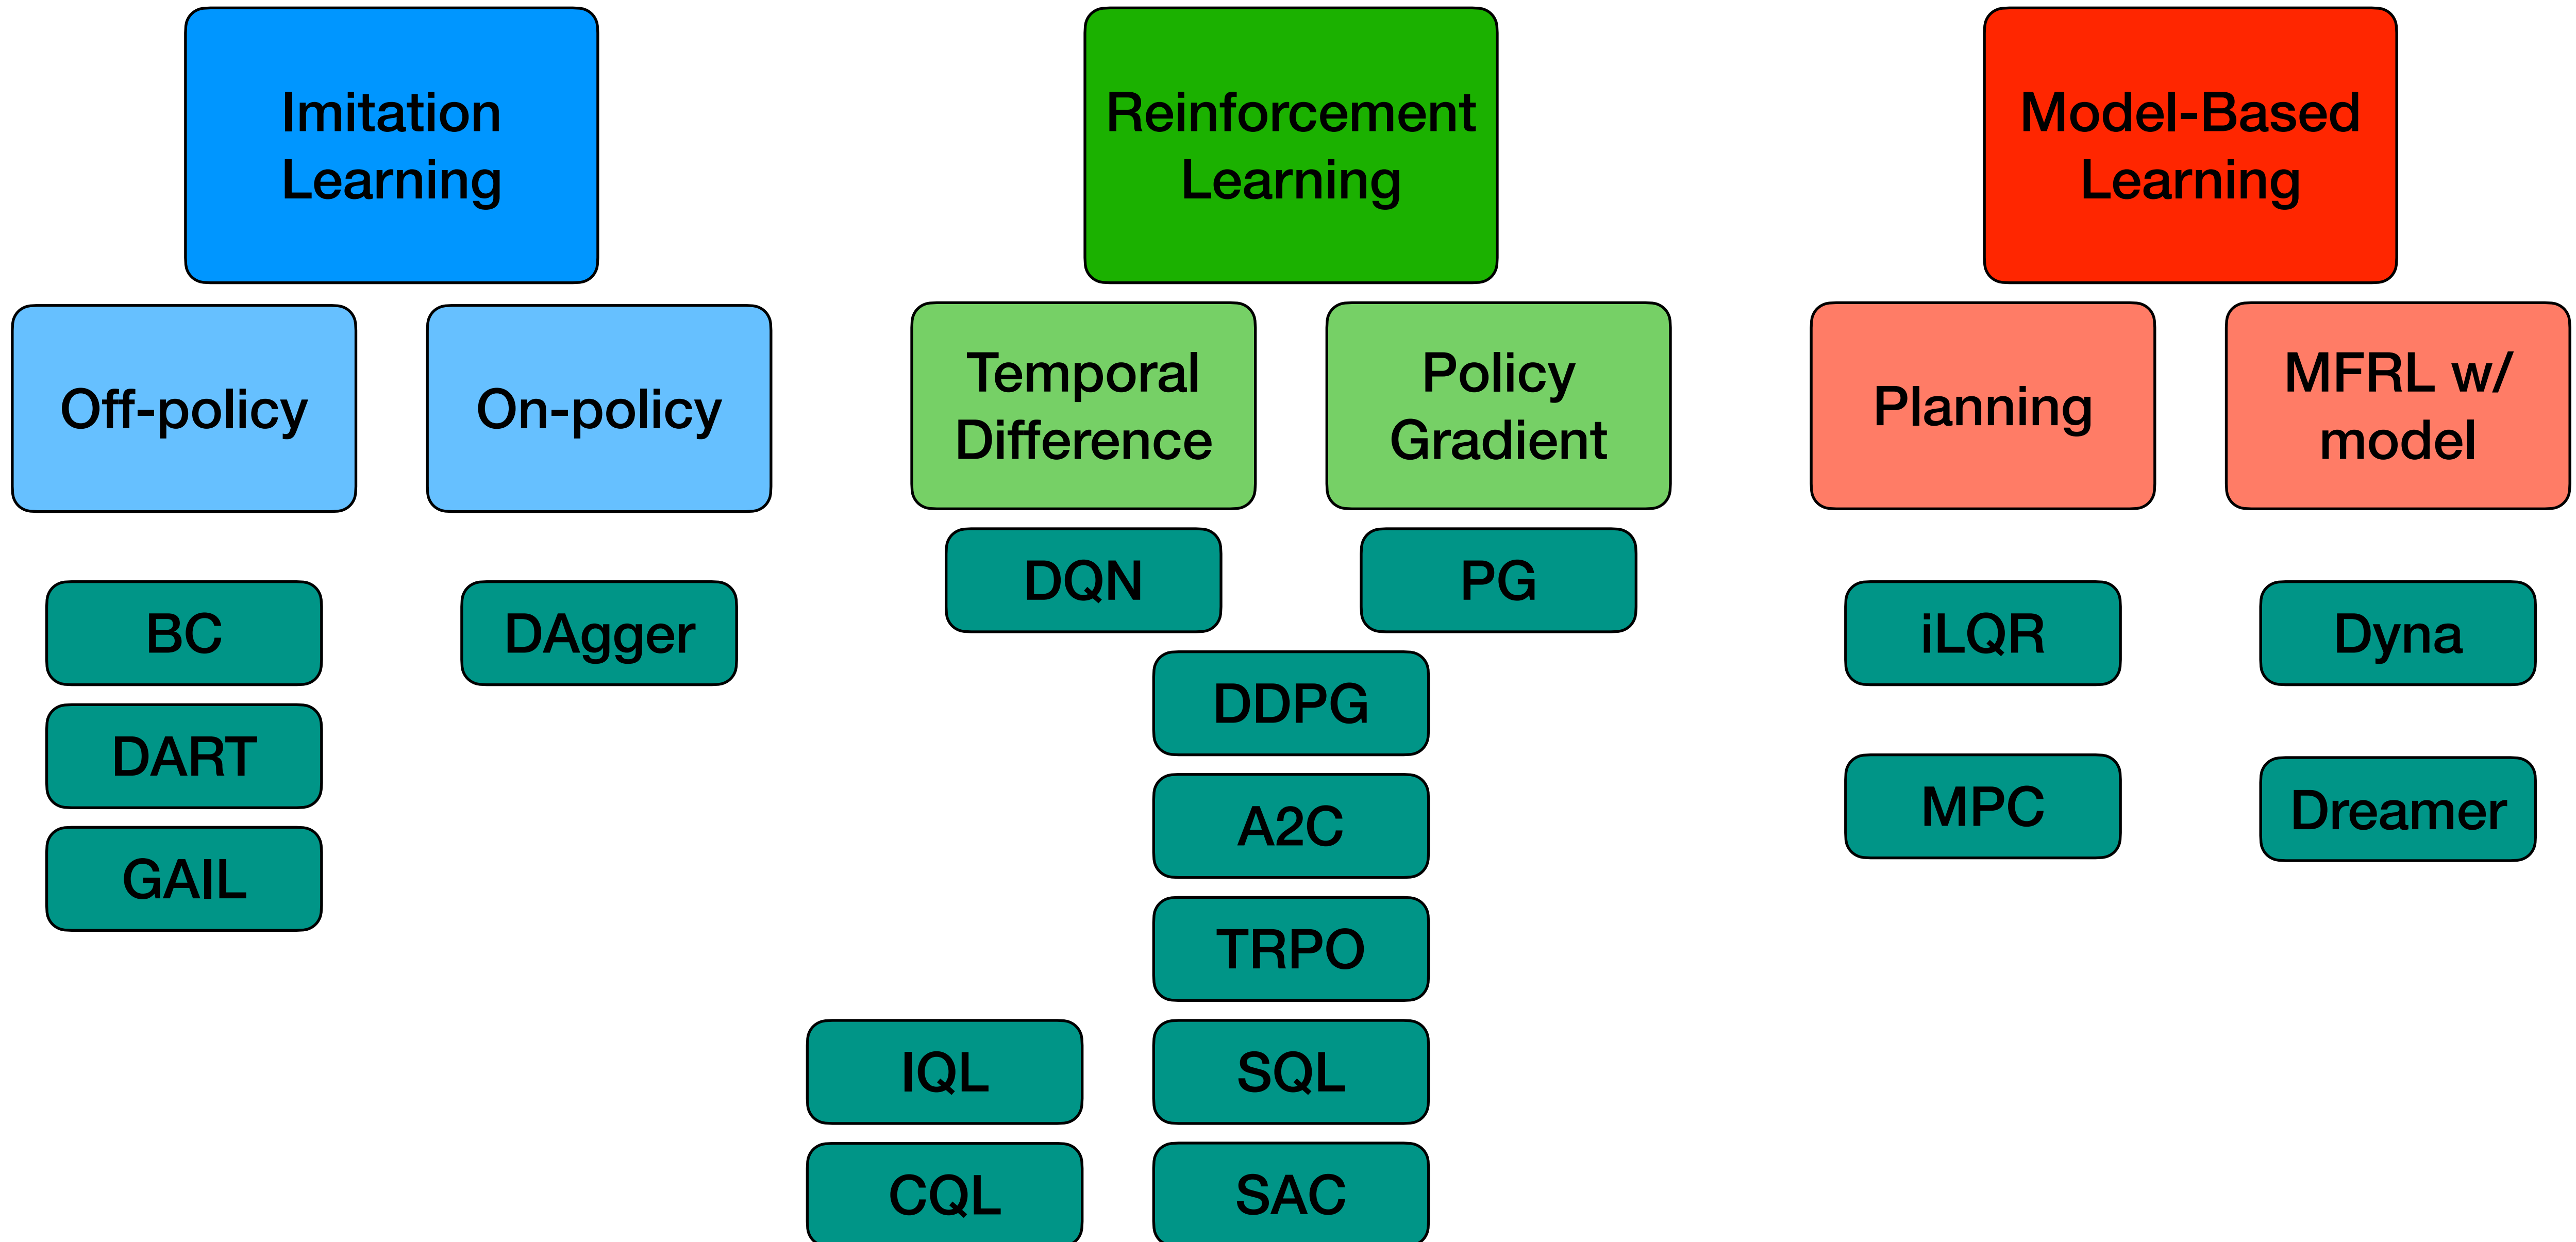 Imitation
Learning
Reinforcement
Learning
Model-Based
Learning
Off-policy
On-policy
Temporal
Difference
Policy
Gradient
Planning
MFRL w/
model
BC
DAgger
DQN
PG
iLQR
Dyna
DART
DDPG
MPC
Dreamer
GAIL
A2C
TRPO
IQL
SQL
CQL
SAC